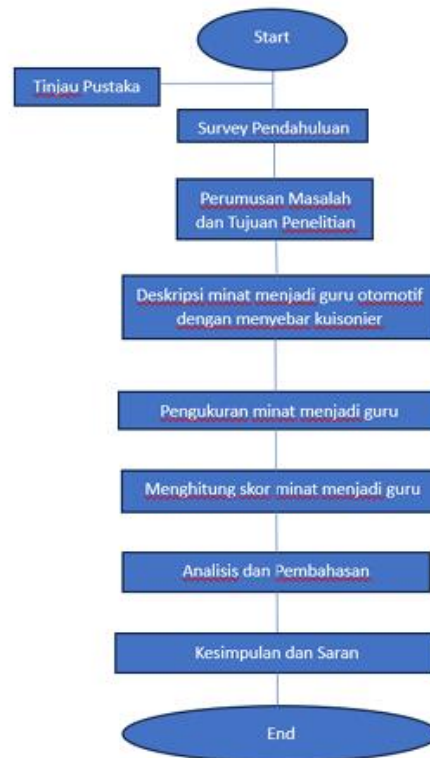 Start
Tinjau Pustaka
Survey Pendahuluan
Perumusan Masalah
dan Tujuan Penelitian
Deskripsi minat menjadi guru otomotif
dengan menyebar kuisonier
Pengukuran minat menjadi guru
Menghitung skor minat menjadi guru
Analisis dan Pembahasan
Kesimpulan dan Saran
End